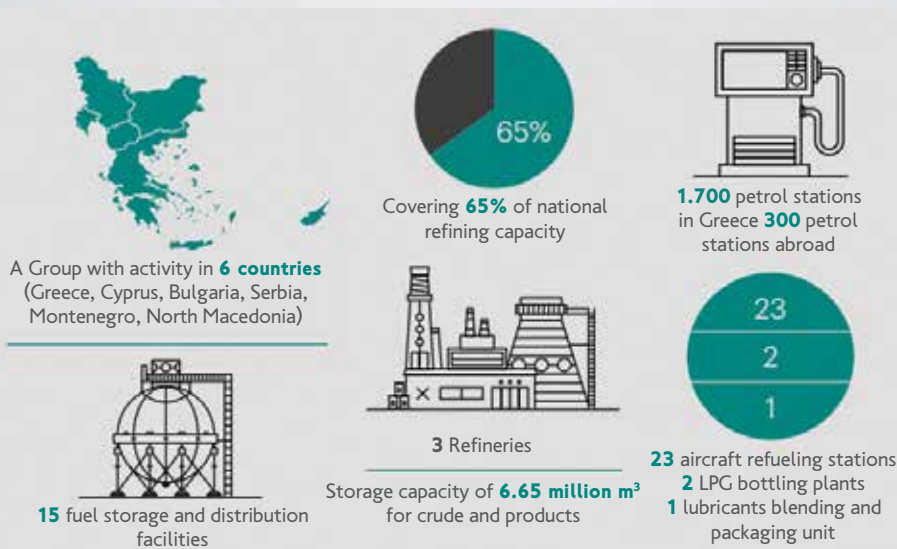 A Group with activity in 6 countries
(Greece, Cyprus, Bulgaria, Serbia,
Montenegro, North Macedonia)
65%
Covering 65% of national
refining capacity
1.700 petrol stations
in Greece 300 petrol
stations abroad
15 fuel storage and distribution
facilities
3 Refineries
Storage capacity of 6.65 million m³
for crude and products
23
2
1
23 aircraft refueling stations
2 LPG bottling plants
1 lubricants blending and
packaging unit